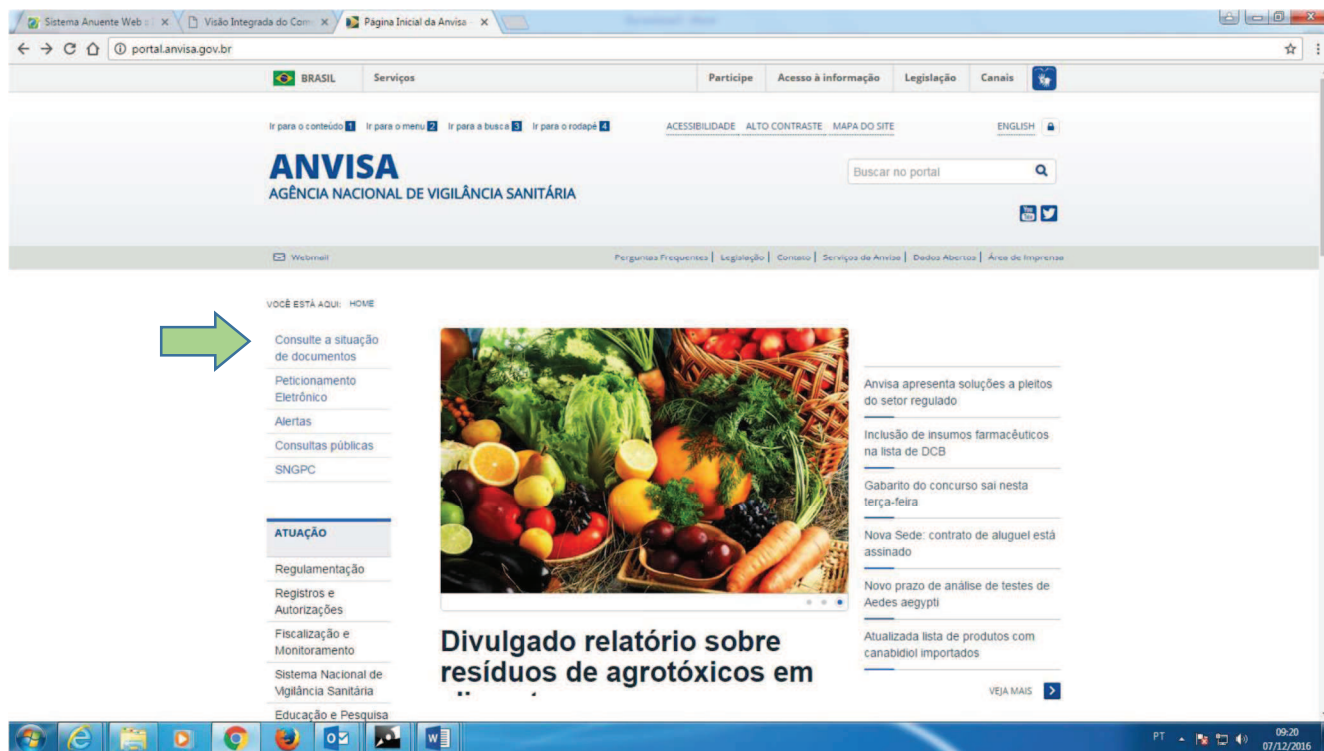 Sistema Anuente Web :
Visão Integrada do Com
Página Inicial da Anvisa -
portal.anvisa.gov.br
BRASIL Serviços Participe Acesso à informação Legislação Canais
Ir para o conteúdo 1 Ir para o menu 2 Ir para a busca 3 Ir para o rodapé 4 ACESSIBILIDADE ALTO CONTRASTE MAPA DO SITE ENGLISH
ANVISA
AGÊNCIA NACIONAL DE VIGILÂNCIA SANITÁRIA
Buscar no portal
You Tube
Webmail Perguntas Frequentes | Legislação | Contato | Serviços da Anvisa | Dados Abertos | Área de Imprensa
VOCÊ ESTÁ AQUI: HOME
Consulte a situação
de documentos
Peticionamento
Eletrônico
Alertas
Consultas públicas
SNGPC
ATUAÇÃO
Regulamentação
Registros e
Autorizações
Fiscalização e
Monitoramento
Sistema Nacional de
Vigilância Sanitária
Educação e Pesquisa
Divulgado relatório sobre
resíduos de agrotóxicos em
Anvisa apresenta soluções a pleitos
do setor regulado
Inclusão de insumos farmacêuticos
na lista de DCB
Gabarito do concurso sai nesta
terça-feira
Nova Sede: contrato de aluguel está
assinado
Novo prazo de análise de testes de
Aedes aegypti
Atualizada lista de produtos com
canabidiol importados
VEJA MAIS
PT
09:20
07/12/2016